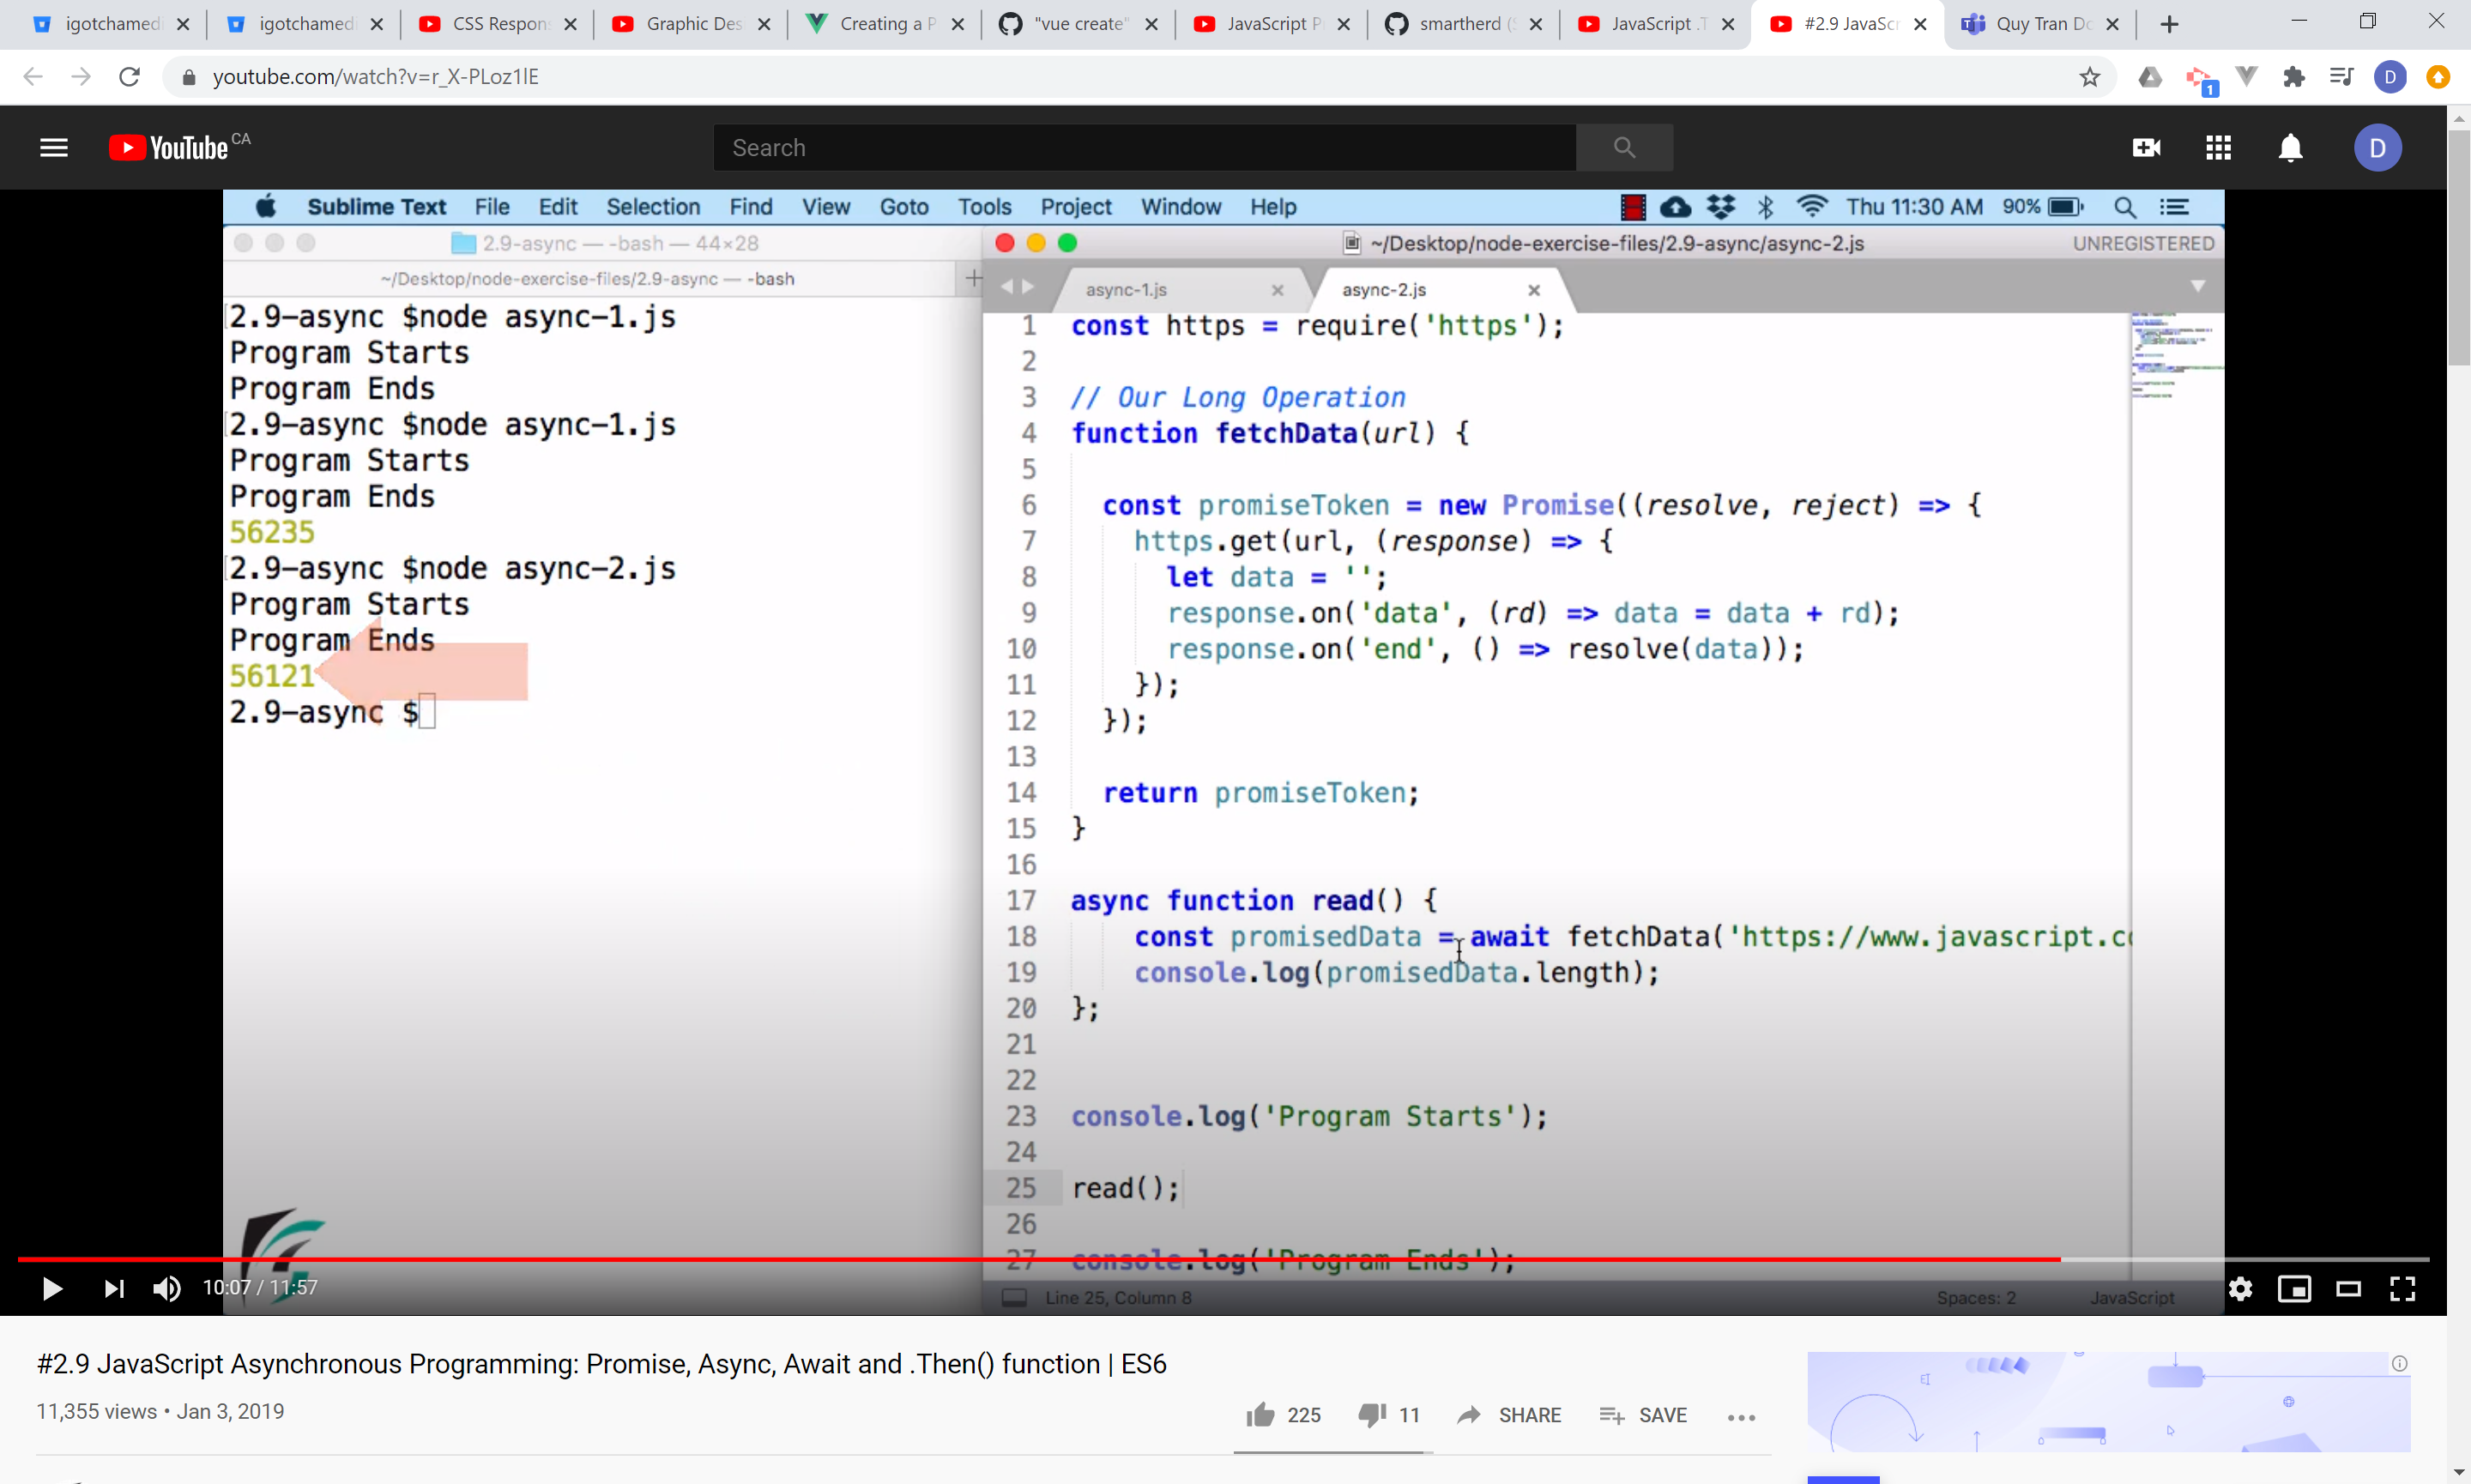 igotchamedi
igotchamedi
CSS Respons
Graphic Des
Creating a P
"vue create"
JavaScript P
smartherd (S
JavaScript .T
#2.9 JavaScr
Quy Tran Do
youtube.com/watch?v=r_X-PLoz1lE
1
D
YouTube CA
Search
D
Sublime Text File Edit Selection Find View Goto Tools Project Window Help
Thu 11:30 AM 90%
2.9-async — -bash — 44×28
~/Desktop/node-exercise-files/2.9-async — -bash
2.9-async $node async-1.js
Program Starts
Program Ends
2.9-async $node async-1.js
Program Starts
Program Ends
56235
2.9-async $node async-2.js
Program Starts
Program Ends
56121
2.9-async $
~/Desktop/node-exercise-files/2.9-async/async-2.js
UNREGISTERED
async-1.js
async-2.js
1 const https = require('https');
2
3 // Our Long Operation
4 function fetchData(url) {
5
6 const promiseToken = new Promise((resolve, reject) => {
7 https.get(url, (response) => {
8 let data = '';
9 response.on('data', (rd) => data = data + rd);
10 response.on('end', () => resolve(data));
11 });
12 });
13
14 return promiseToken;
15 }
16
17 async function read() {
18 const promisedData = await fetchData('https://www.javascript.c
19 console.log(promisedData.length);
20 };
21
22
23 console.log('Program Starts');
24
25 read();
26
27 console.log('Program Ends');
Line 25, Column 8
Spaces: 2
JavaScript
10:07 / 11:57
#2.9 JavaScript Asynchronous Programming: Promise, Async, Await and .Then() function | ES6
11,355 views • Jan 3, 2019
225
11
SHARE
SAVE